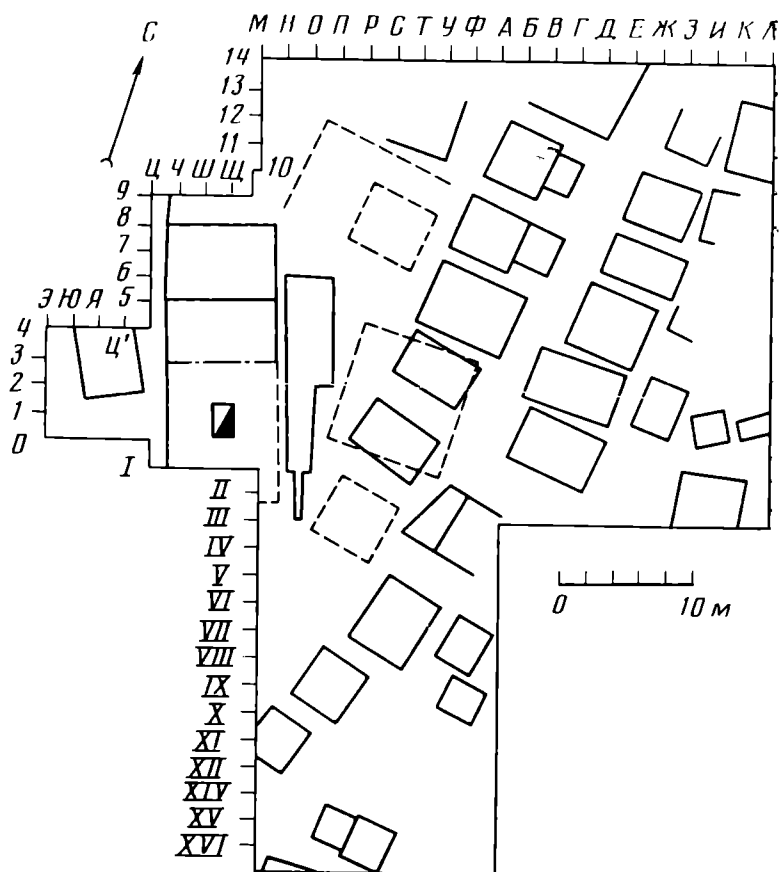 С
М Н О П Р С Т У Ф А Б В Г Д Е Ж З И К Л
14
13
12
11
10
Ц Ч Ш Щ
9
8
7
6
5
Э Ю Я
4
Ц'
3
2
1
0
I
II
III
IV
V
VI
VII
VIII
IX
X
XI
XII
XIV
XV
XVI
0 10 м